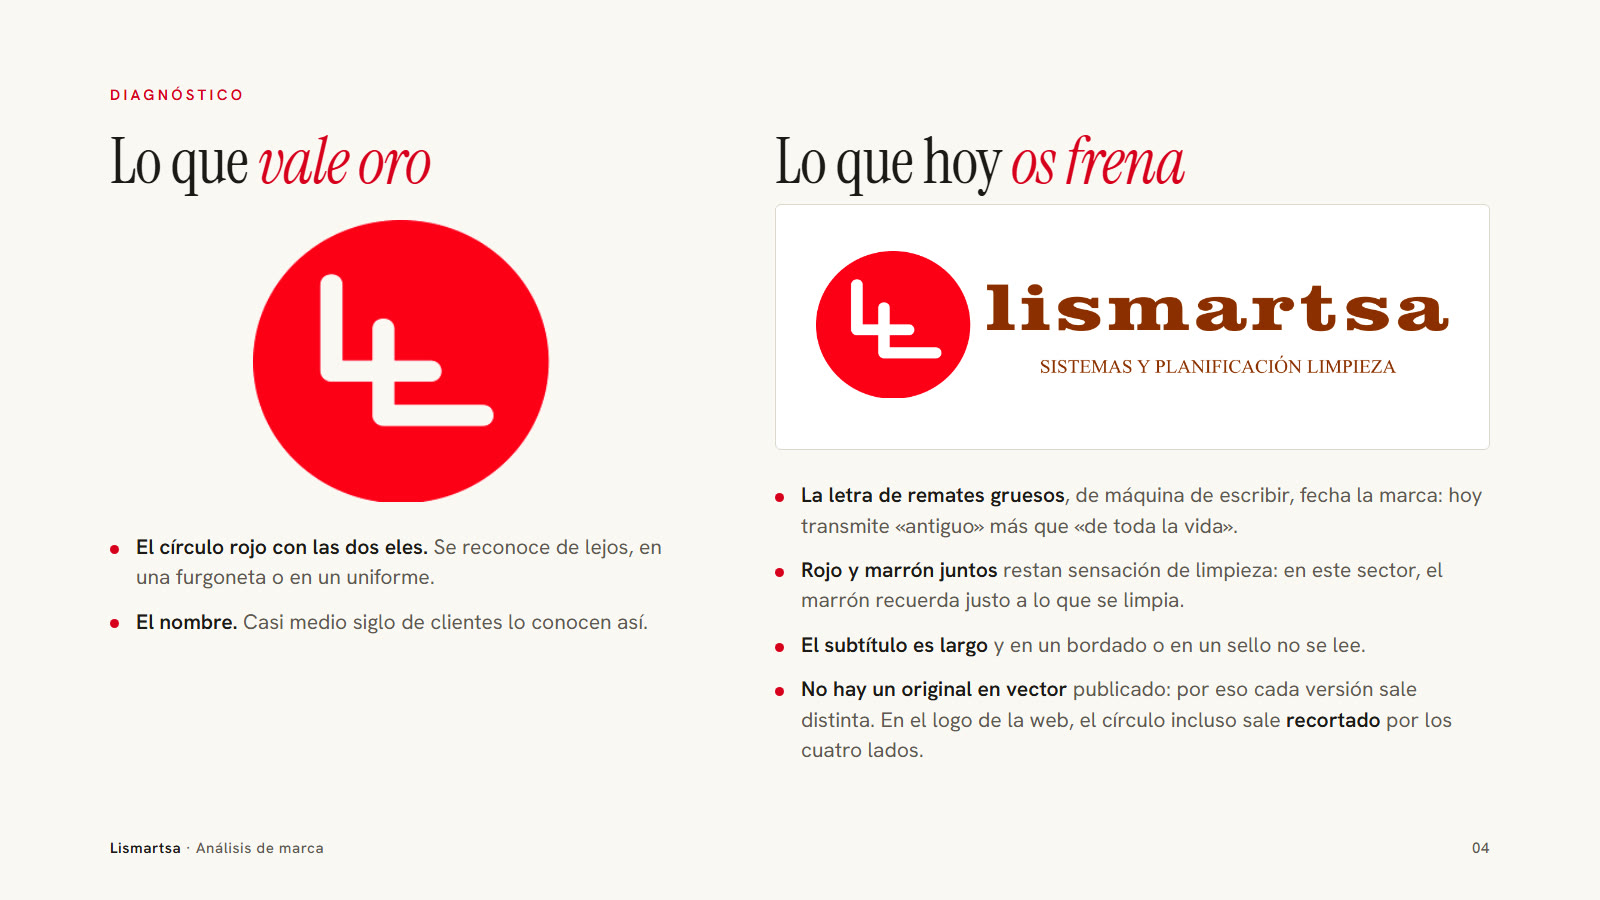 DIAGNÓSTICO
Lo que vale oro
El círculo rojo con las dos eles. Se reconoce de lejos, en
una furgoneta o en un uniforme.
El nombre. Casi medio siglo de clientes lo conocen así.
Lo que hoy os frena
lismartsa
SISTEMAS Y PLANIFICACIÓN LIMPIEZA
La letra de remates gruesos, de máquina de escribir, fecha la marca: hoy
transmite «antiguo» más que «de toda la vida».
Rojo y marrón juntos restan sensación de limpieza: en este sector, el
marrón recuerda justo a lo que se limpia.
El subtítulo es largo y en un bordado o en un sello no se lee.
No hay un original en vector publicado: por eso cada versión sale
distinta. En el logo de la web, el círculo incluso sale recortado por los
cuatro lados.
Lismartsa · Análisis de marca
04